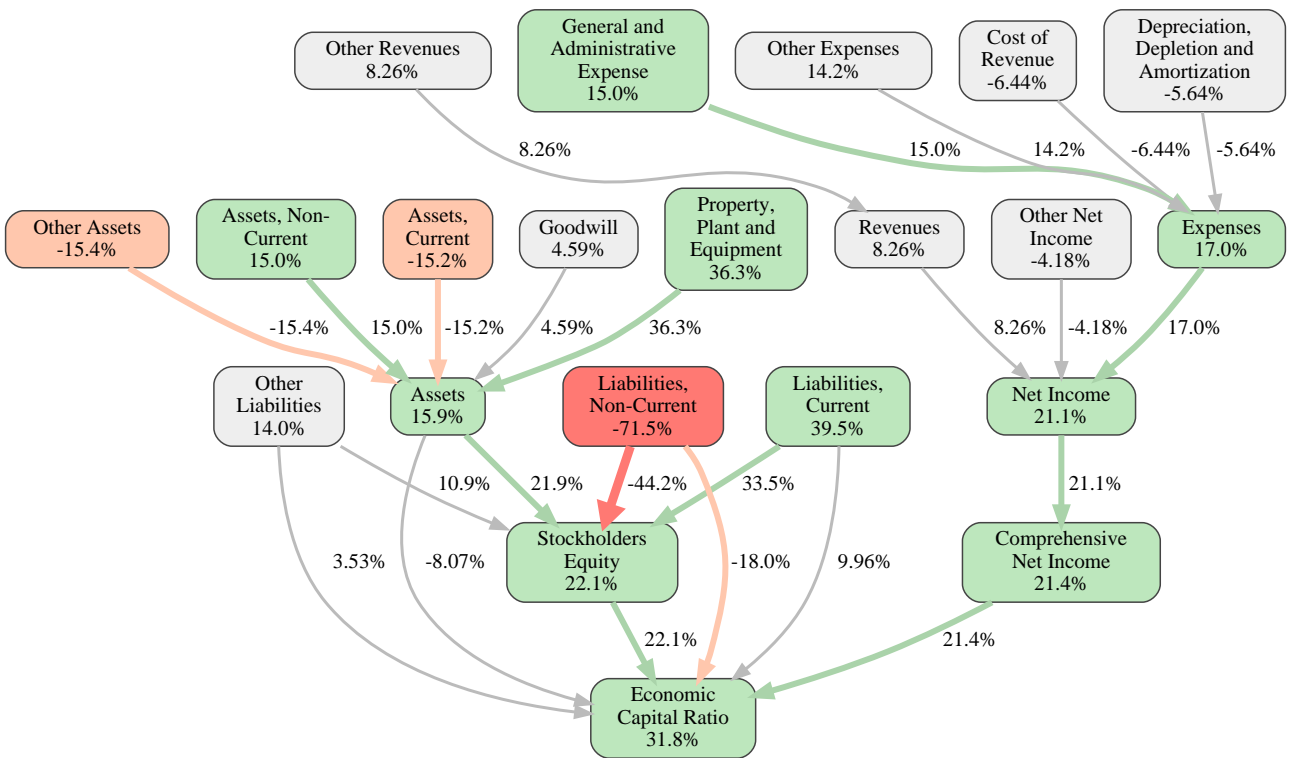 Other Revenues
8.26%
General and
Administrative
Expense
15.0%
Other Expenses
14.2%
Cost of
Revenue
-6.44%
Depreciation,
Depletion and
Amortization
-5.64%
8.26%
15.0%
14.2%
-6.44%
-5.64%
Other Assets
-15.4%
Assets, Non-
Current
15.0%
Assets,
Current
-15.2%
Goodwill
4.59%
Property,
Plant and
Equipment
36.3%
Revenues
8.26%
Other Net
Income
-4.18%
Expenses
17.0%
-15.4%
15.0%
-15.2%
4.59%
36.3%
8.26%
-4.18%
17.0%
Other
Liabilities
14.0%
Assets
15.9%
Liabilities,
Non-Current
-71.5%
Liabilities,
Current
39.5%
Net Income
21.1%
10.9%
21.9%
-44.2%
33.5%
21.1%
3.53%
-8.07%
Stockholders
Equity
22.1%
-18.0%
9.96%
Comprehensive
Net Income
21.4%
22.1%
21.4%
Economic
Capital Ratio
31.8%